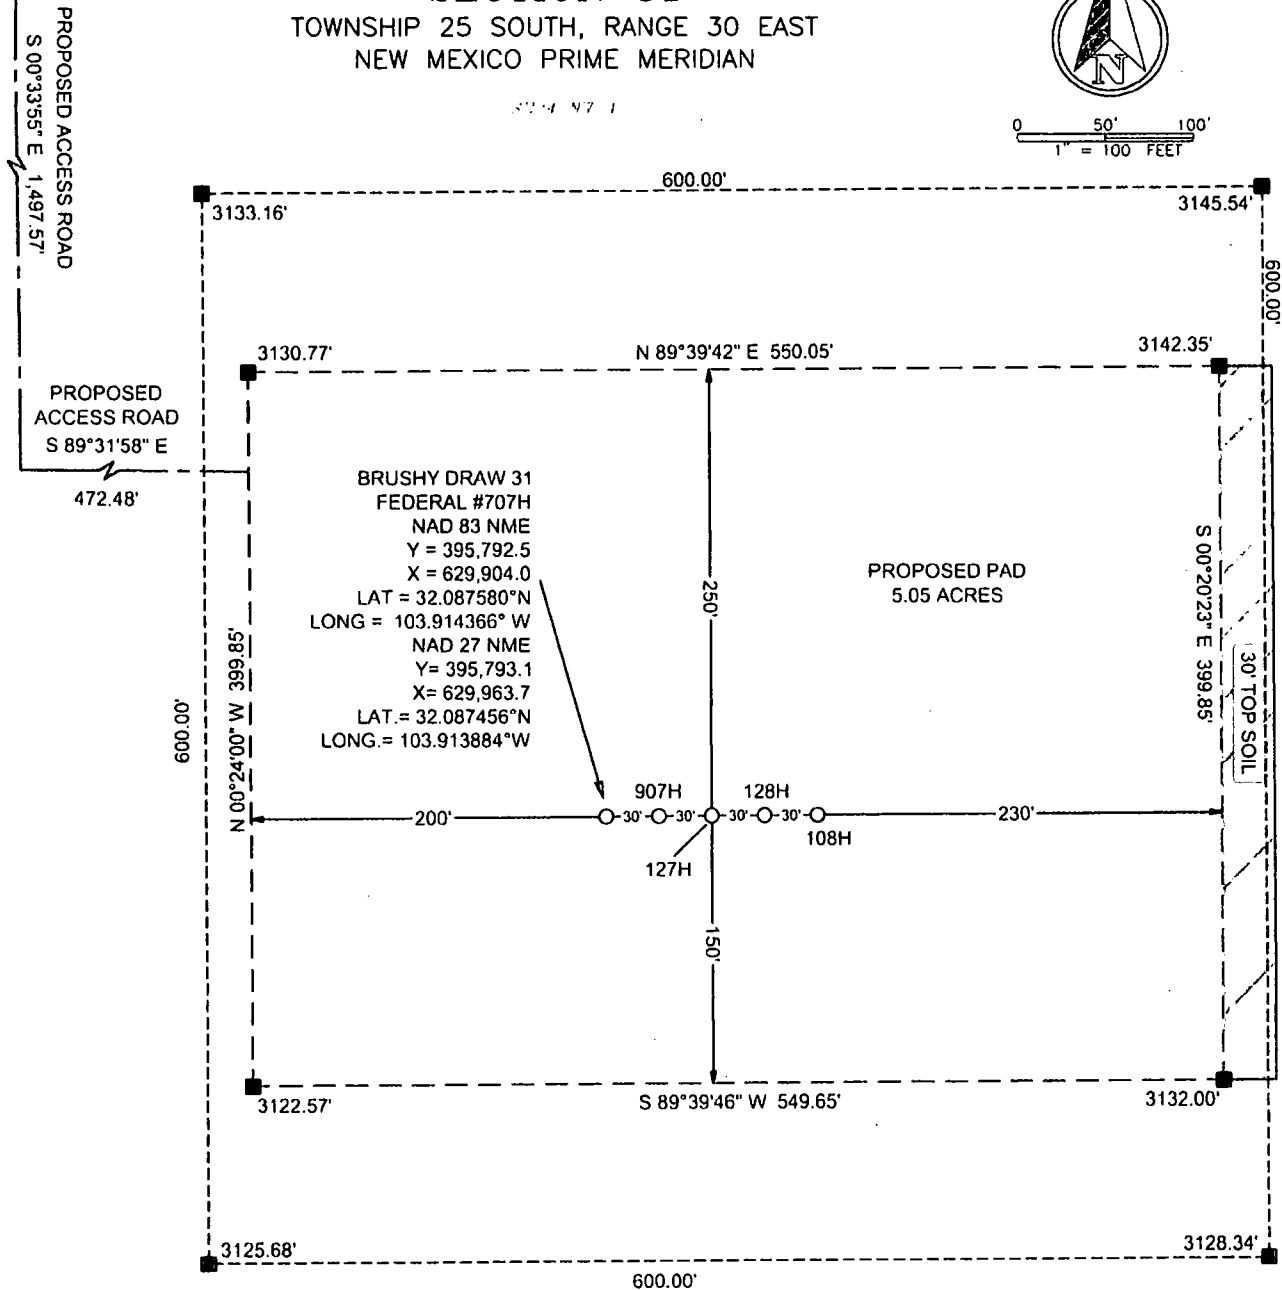 TOWNSHIP 25 SOUTH, RANGE 30 EAST
NEW MEXICO PRIME MERIDIAN
N
0 50' 100'
1" = 100 FEET
PROPOSED ACCESS ROAD
S 00°33'55" E 1,497.57'
600.00'
3133.16'
3145.54'
600.00'
3130.77'
N 89°39'42" E 550.05'
3142.35'
PROPOSED
ACCESS ROAD
S 89°31'58" E
472.48'
BRUSHY DRAW 31
FEDERAL #707H
NAD 83 NME
Y = 395,792.5
X = 629,904.0
LAT = 32.087580°N
LONG = 103.914366° W
NAD 27 NME
Y= 395,793.1
X= 629,963.7
LAT.= 32.087456°N
LONG.= 103.913884°W
250'
PROPOSED PAD
5.05 ACRES
S 00°20'23" E 399.85'
30' TOP SOIL
N 00°24'00" W 399.85'
600.00'
907H
128H
200'
30'
30'
30'
30'
230'
108H
127H
150'
3122.57'
S 89°39'46" W 549.65'
3132.00'
3125.68'
3128.34'
600.00'